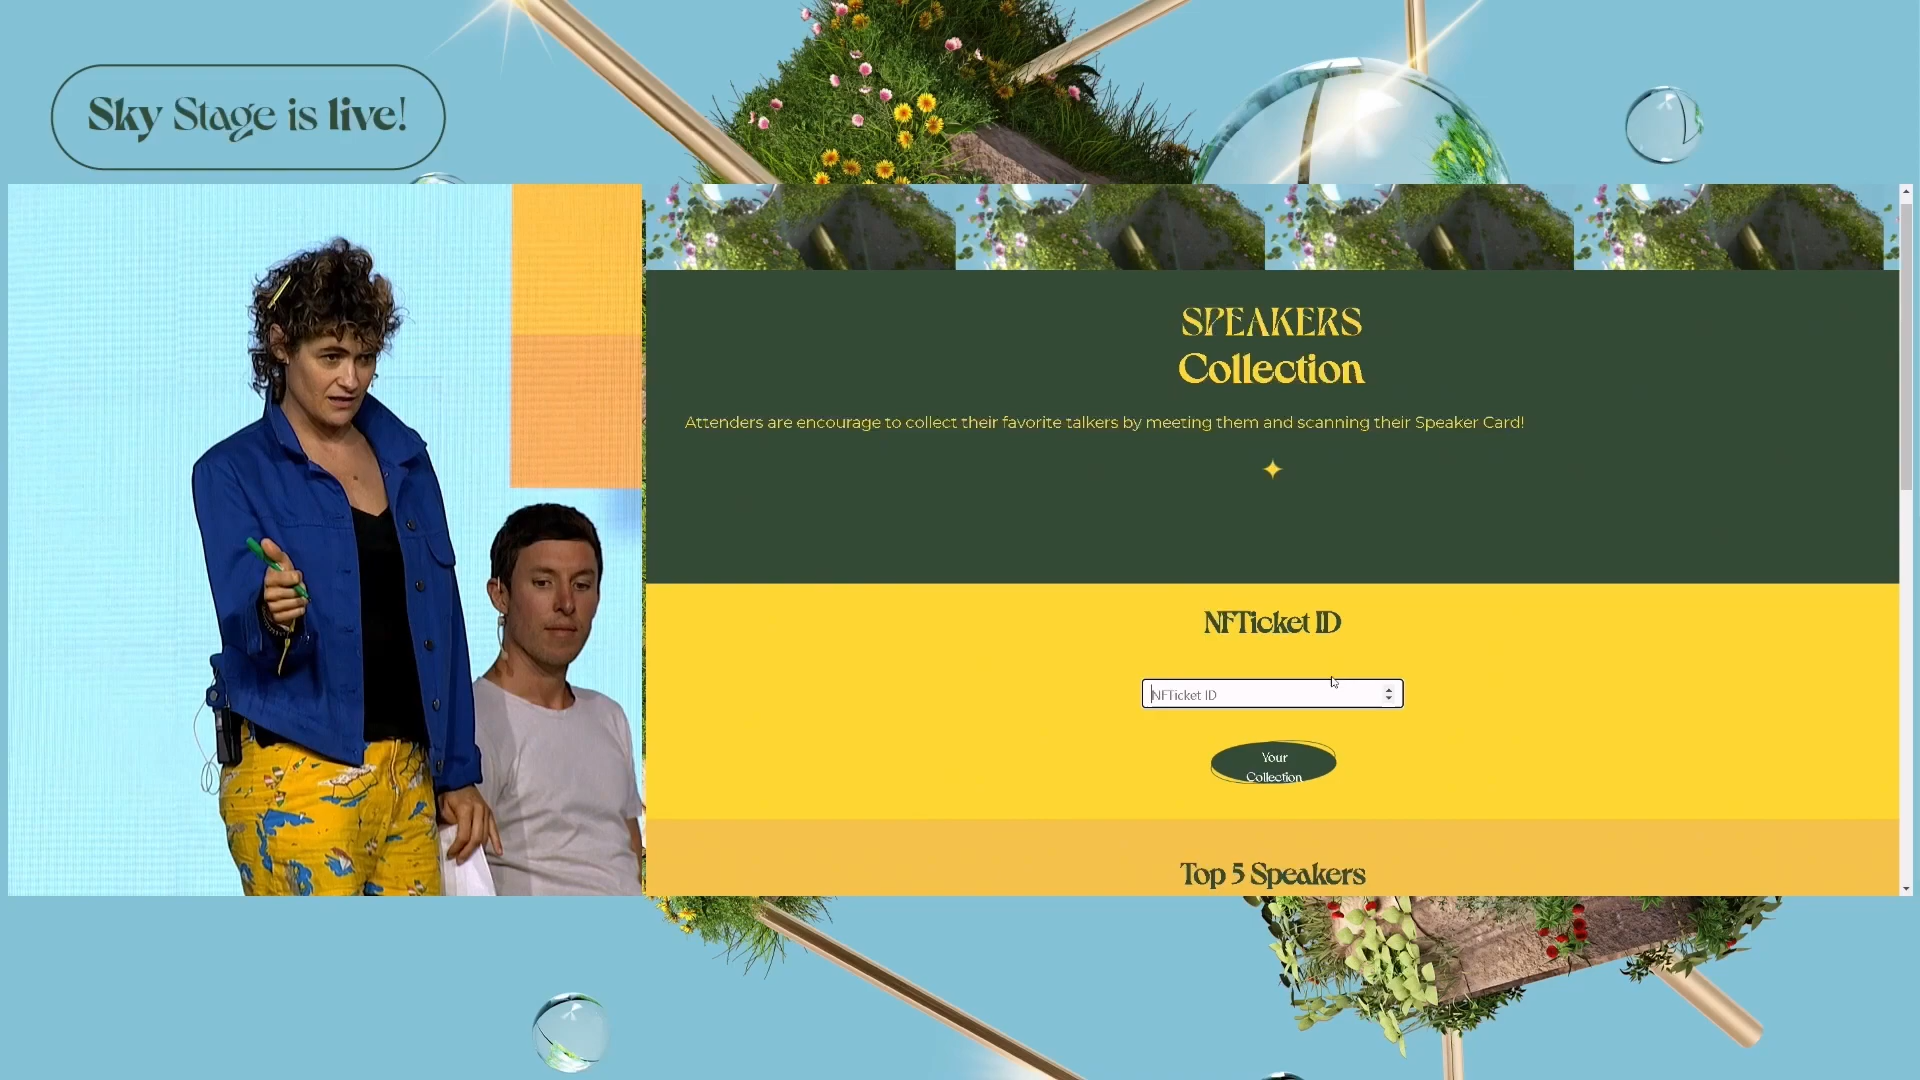 Sky Stage is live!
SPEAKERS
Collection
Attenders are encourage to collect their favorite talkers by meeting them and scanning their Speaker Card!
NFTicket ID
NFTicket ID
Your
Collection
Top 5 Speakers